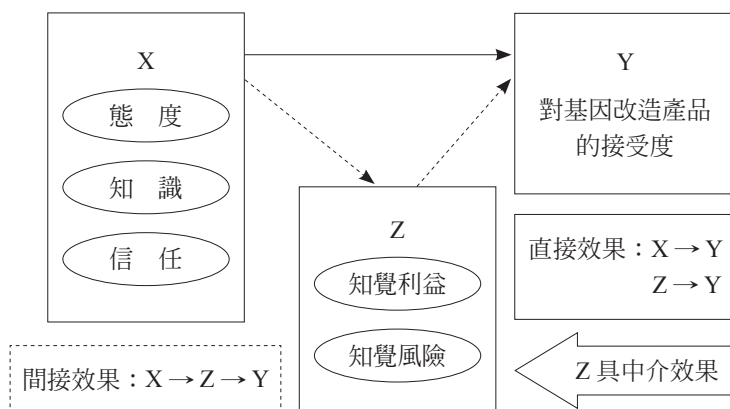 X
態 度
知 識
信 任
Y
對基因改造產品
的接受度
Z
知覺利益
知覺風險
直接效果：X → Y
Z → Y
間接效果：X → Z → Y
Z 具中介效果